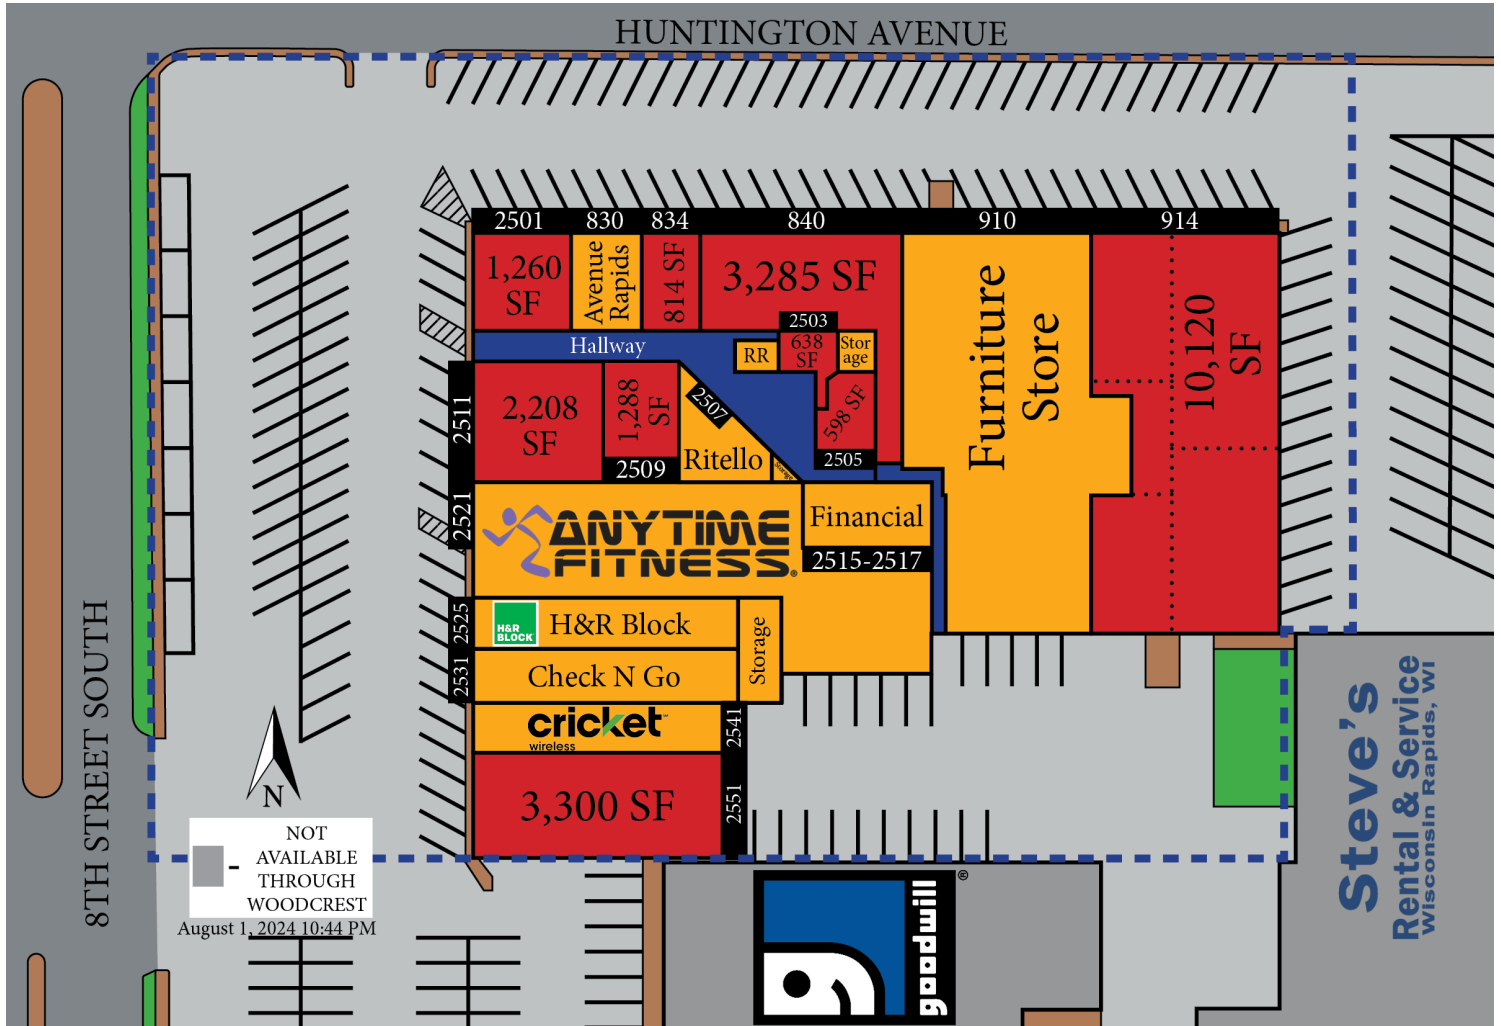 HUNTINGTON AVENUE
2501
830
834
840
910
914
1,260
SF
Avenue
Rapids
814 SF
3,285 SF
2503
638
SF
Stor
age
RR
Hallway
Furniture
Store
10,120
SF
2511
2,208
SF
1,288
SF
2509
2507
Ritello
Storage
598 SF
2505
2521
ANYTIME
FITNESS®
Financial
2515-2517
2525
H&R
BLOCK
H&R Block
2531
Check N Go
Storage
cricket
wireless
2541
3,300 SF
2551
8TH STREET SOUTH
N
NOT
- AVAILABLE
THROUGH
WOODCREST
August 1, 2024 10:44 PM
goodwill®
Steve's
Rental & Service
Wisconsin Rapids, WI